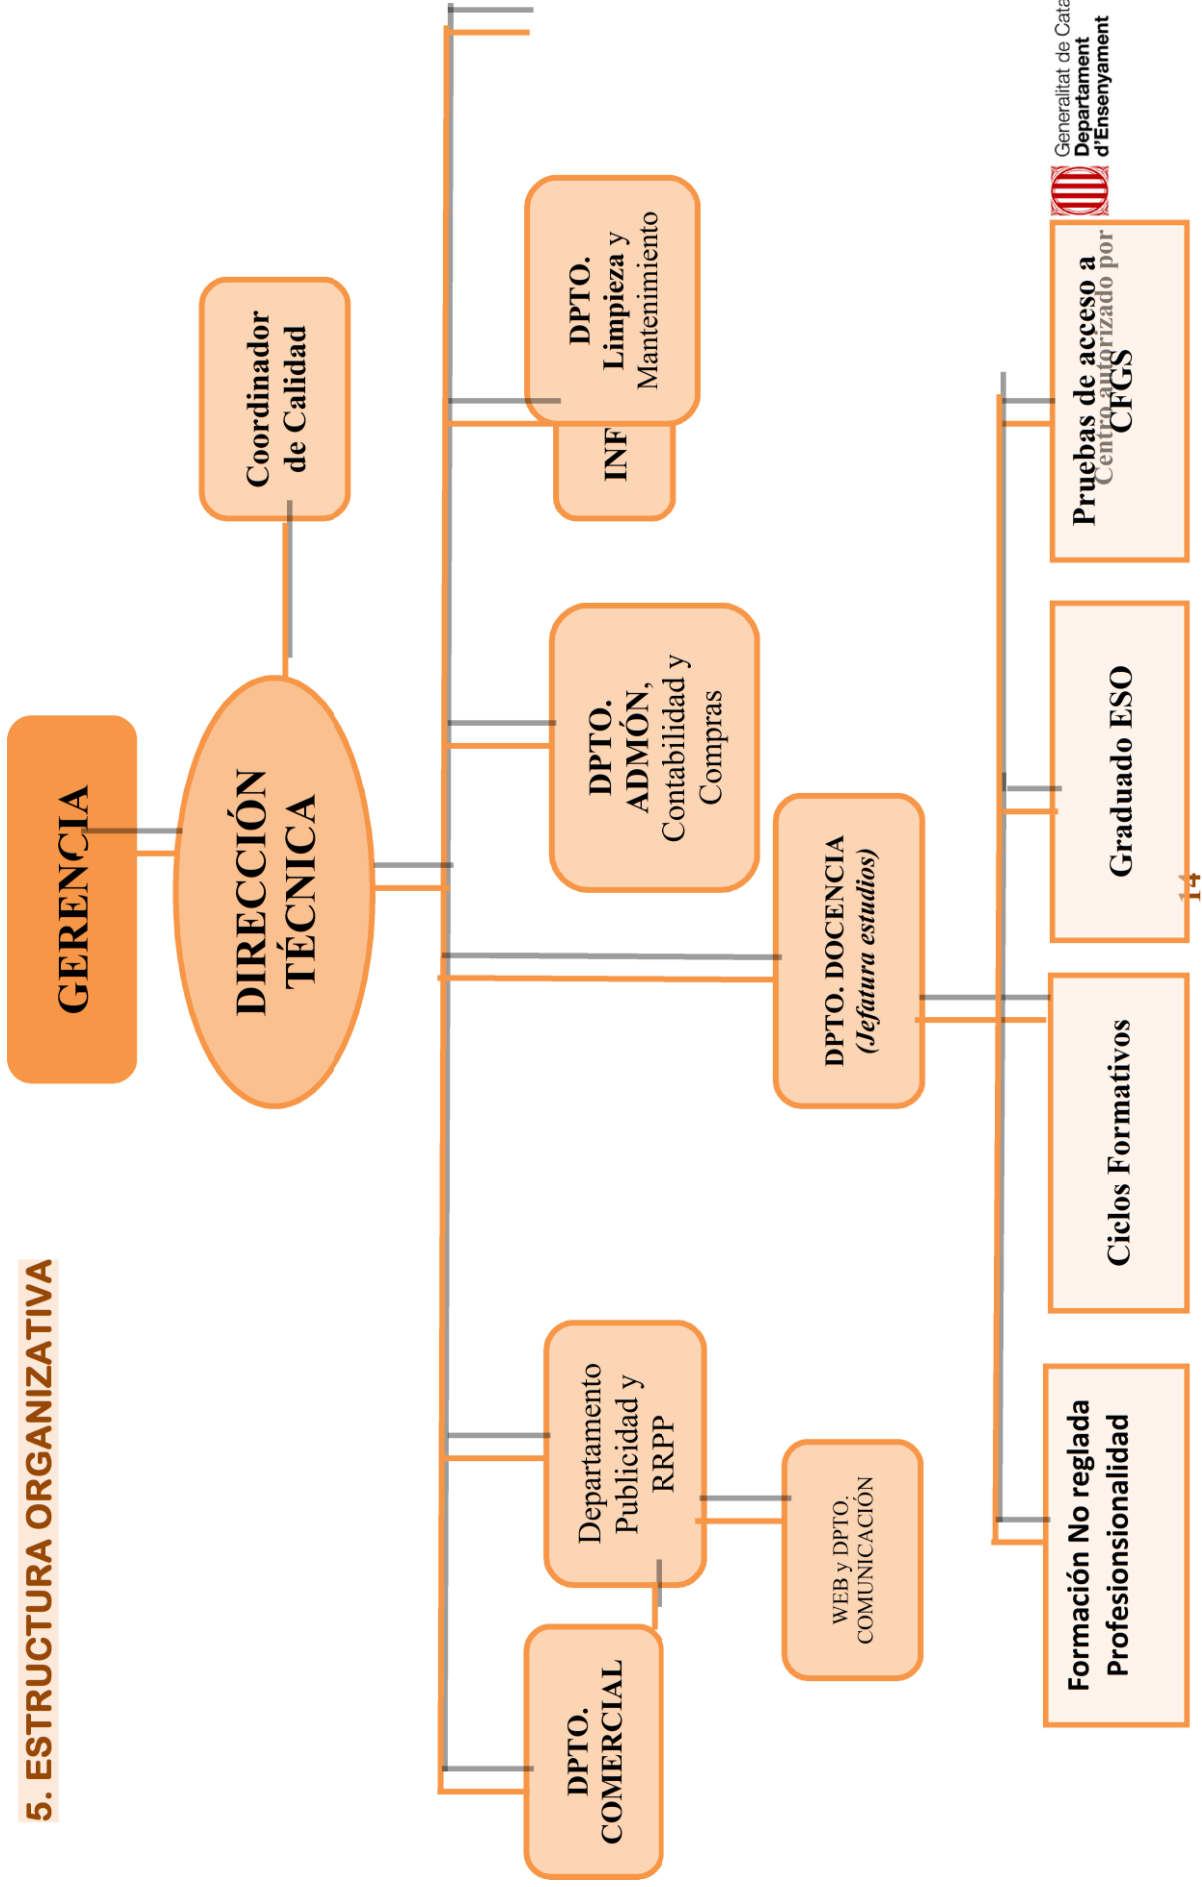 5. ESTRUCTURA ORGANIZATIVA
GERENCIA
DIRECCIÓN
TÉCNICA
Coordinador
de Calidad
DPTO.
COMERCIAL
Departamento
Publicidad y
RRPP
WEB y DPTO.
COMUNICACIÓN
DPTO. DOCENCIA
(Jefatura estudios)
DPTO.
ADMÓN,
Contabilidad y
Compras
INF
DPTO.
Limpieza y
Mantenimiento
Formación No reglada
Profesionsionalidad
Ciclos Formativos
Graduado ESO
Pruebas de acceso a
CFGS
Centro autorizado por
Generalitat de Cata
Departament
d'Ensenyament
14